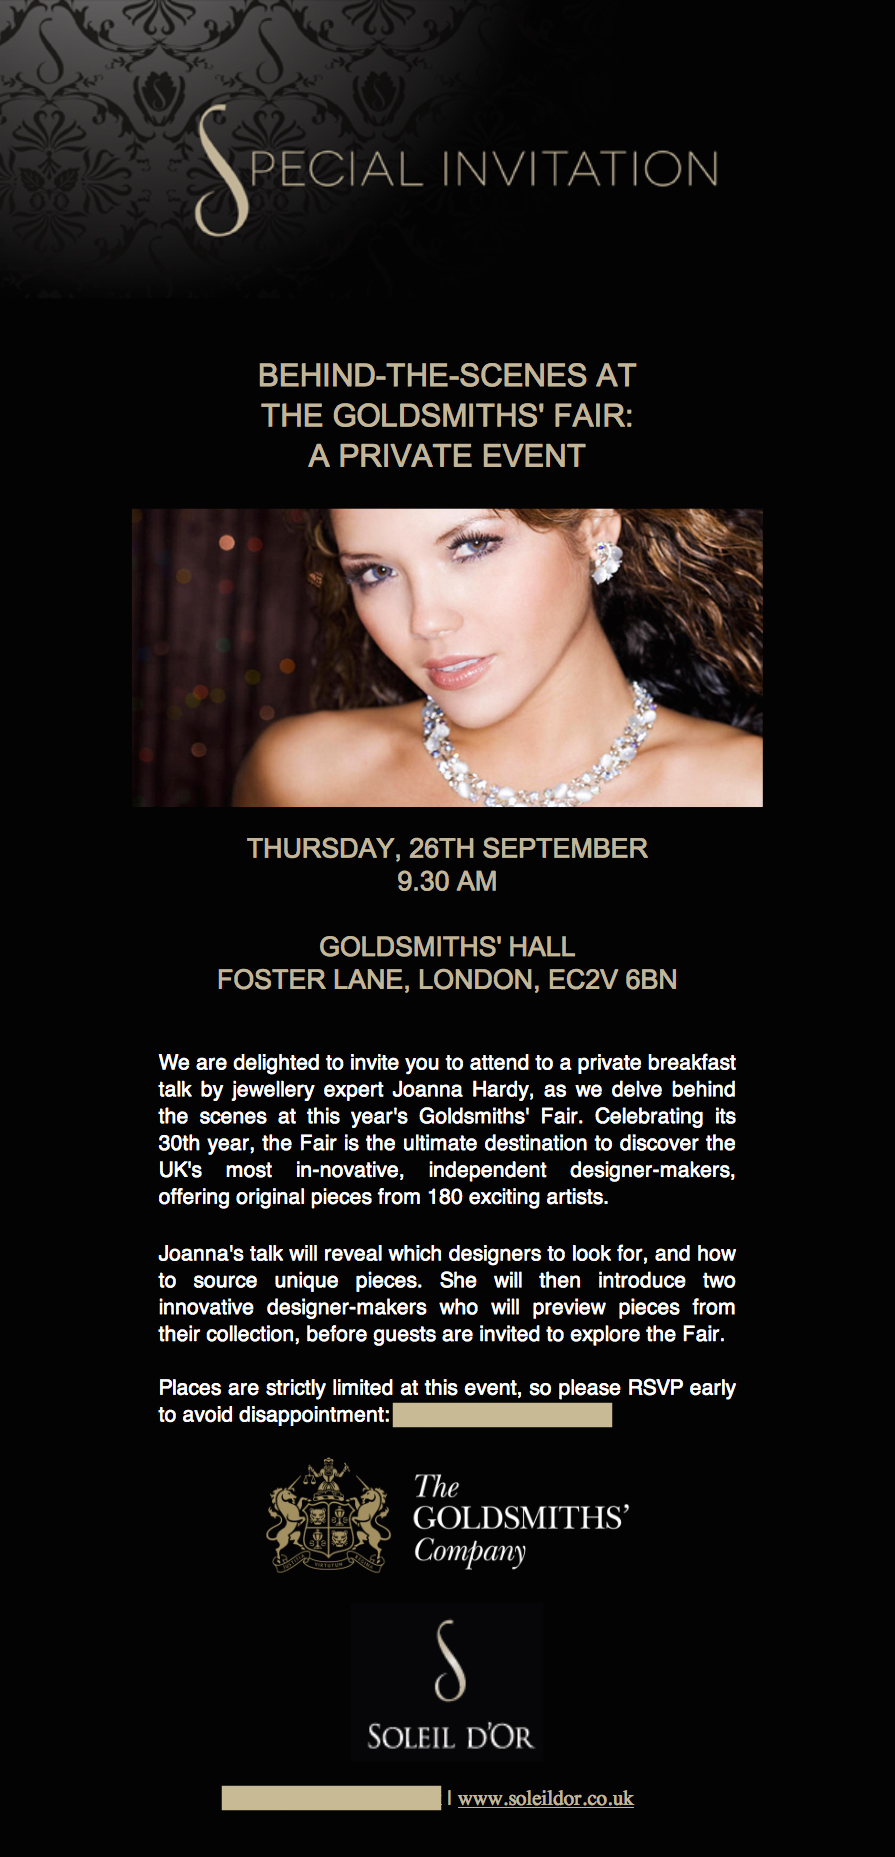 SPECIAL INVITATION
BEHIND-THE-SCENES AT
THE GOLDSMITHS' FAIR:
A PRIVATE EVENT
THURSDAY, 26TH SEPTEMBER
9.30 AM
GOLDSMITHS' HALL
FOSTER LANE, LONDON, EC2V 6BN
We are delighted to invite you to attend to a private breakfast
talk by jewellery expert Joanna Hardy, as we delve behind
the scenes at this year's Goldsmiths' Fair. Celebrating its
30th year, the Fair is the ultimate destination to discover the
UK's most in-novative, independent designer-makers,
offering original pieces from 180 exciting artists.
Joanna's talk will reveal which designers to look for, and how
to source unique pieces. She will then introduce two
innovative designer-makers who will preview pieces from
their collection, before guests are invited to explore the Fair.
Places are strictly limited at this event, so please RSVP early
to avoid disappointment:
The
GOLDSMITHS'
Company
JUSTITIA VIRTUTUM REGINA
S
SOLEIL D'OR
| www.soleildor.co.uk